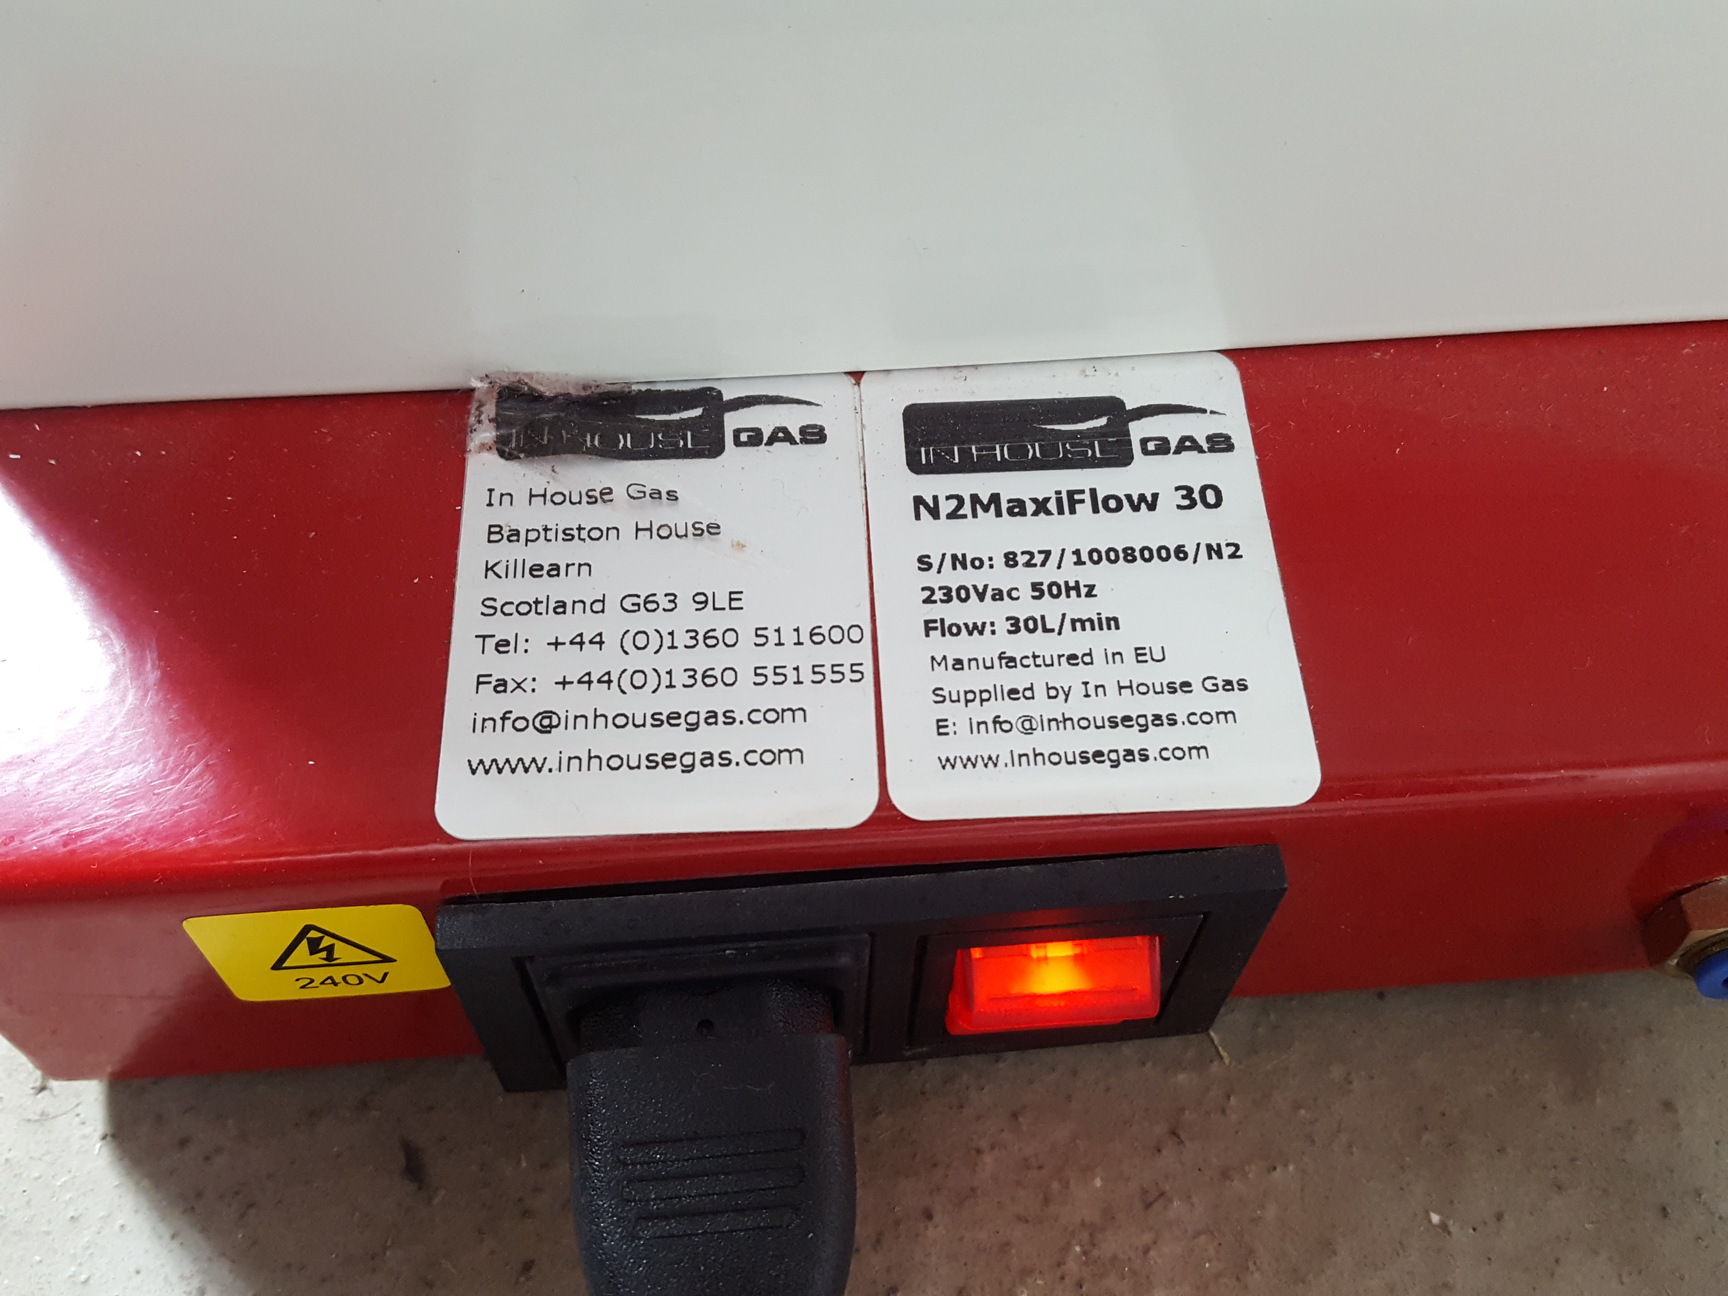 IN HOUSE GAS
In House Gas
Baptiston House
Killearn
Scotland G63 9LE
Tel: +44 (0)1360 511600
Fax: +44(0)1360 551555
info@inhousegas.com
www.inhousegas.com
IN HOUSE GAS
N2MaxiFlow 30
S/No: 827/1008006/N2
230Vac 50Hz
Flow: 30L/min
Manufactured in EU
Supplied by In House Gas
E: info@inhousegas.com
www.inhousegas.com
240V